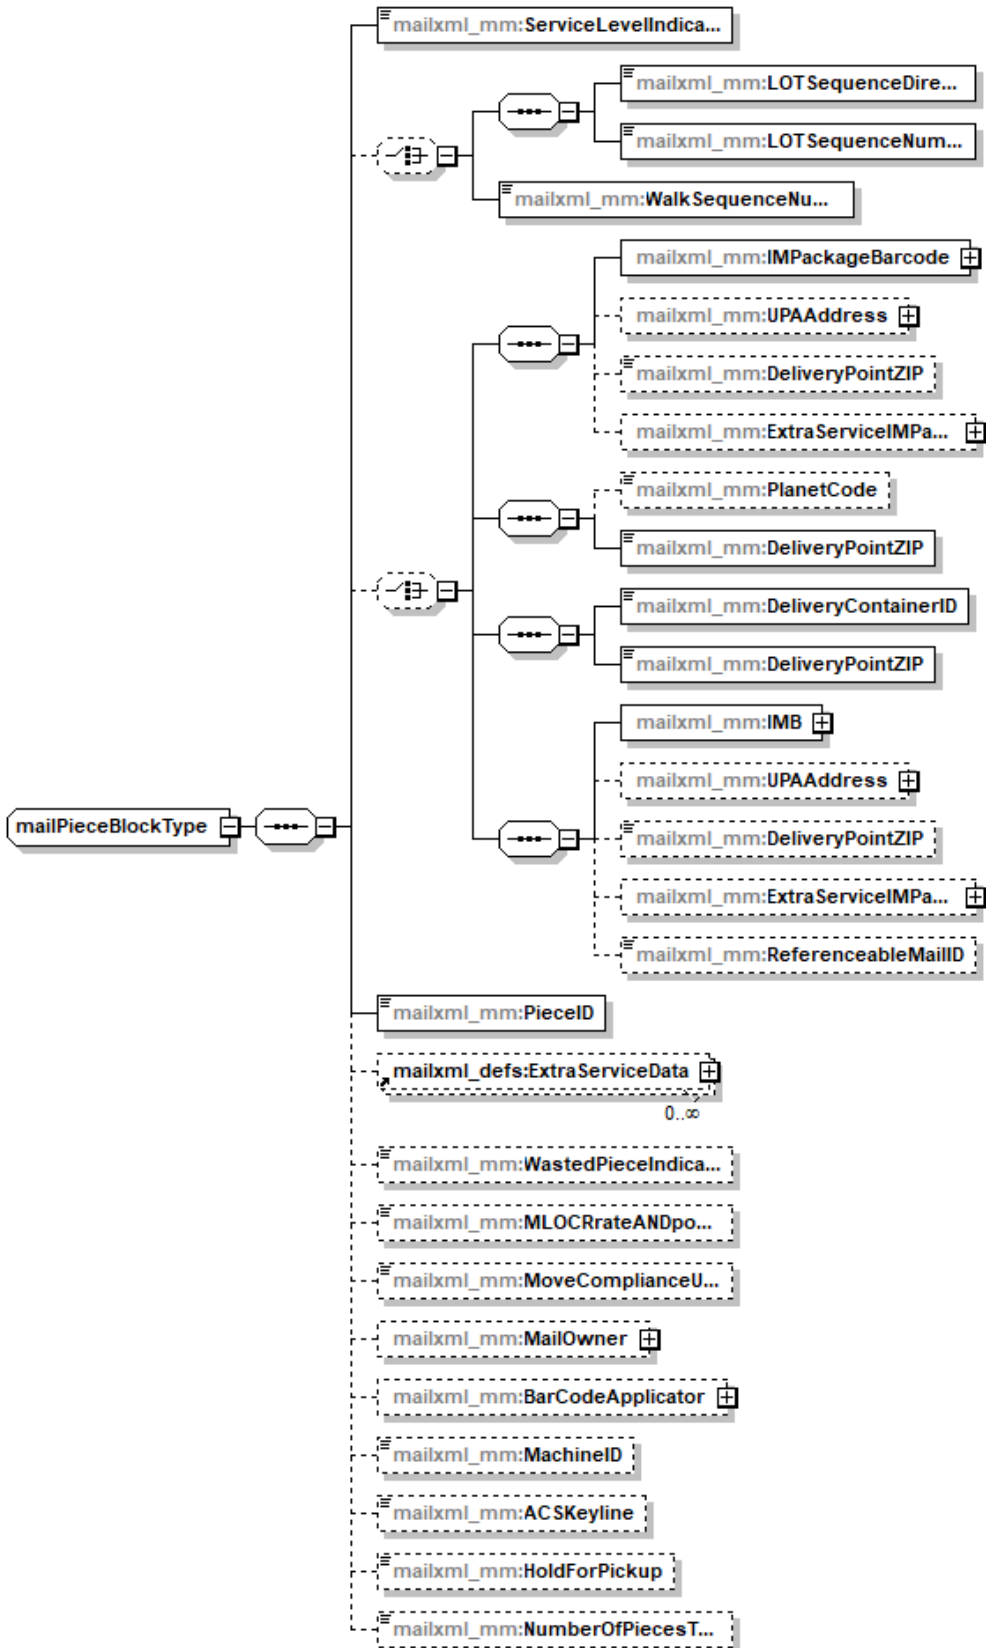 mailxml_mm:ServiceLevelIndica...
mailxml_mm:LOTSequenceDire...
mailxml_mm:LOTSequenceNum...
mailxml_mm:WalkSequenceNu...
mailxml_mm:IMPackageBarcode
mailxml_mm:UPAAddress
mailxml_mm:DeliveryPointZIP
mailxml_mm:ExtraServiceIMPa...
mailxml_mm:PlanetCode
mailxml_mm:DeliveryPointZIP
mailxml_mm:DeliveryContainerID
mailxml_mm:DeliveryPointZIP
mailxml_mm:IMB
mailxml_mm:UPAAddress
mailPieceBlockType
mailxml_mm:DeliveryPointZIP
mailxml_mm:ExtraServiceIMPa...
mailxml_mm:ReferenceableMailID
mailxml_mm:PieceID
mailxml_defs:ExtraServiceData
0..∞
mailxml_mm:WastedPieceIndica...
mailxml_mm:MLOCRrateANDpo...
mailxml_mm:MoveComplianceU...
mailxml_mm:MailOwner
mailxml_mm:BarCodeApplicator
mailxml_mm:MachineID
mailxml_mm:ACSKeyline
mailxml_mm:HoldForPickup
mailxml_mm:NumberOfPiecesT...